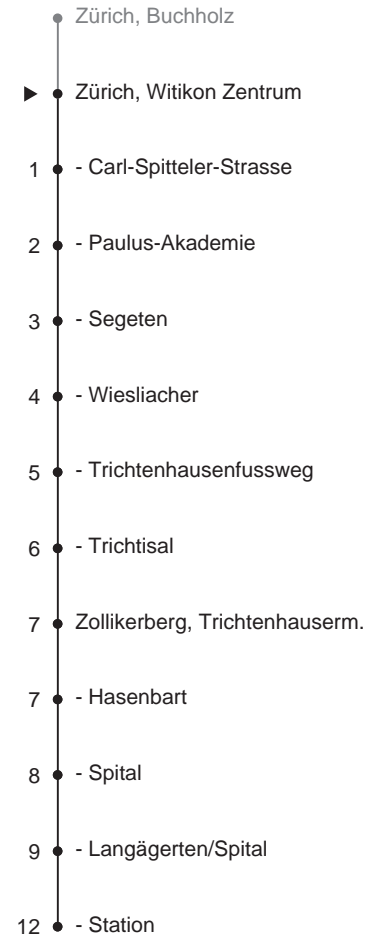 Zürich, Buchholz
Zürich, Witikon Zentrum
1 - Carl-Spitteler-Strasse
2 - Paulus-Akademie
3 - Segeten
4 - Wiesliacher
5 - Trichtenhausenfussweg
6 - Trichtisal
7 Zollikerberg, Trichtenhauserm.
7 - Hasenbart
8 - Spital
9 - Langägerten/Spital
12 - Station